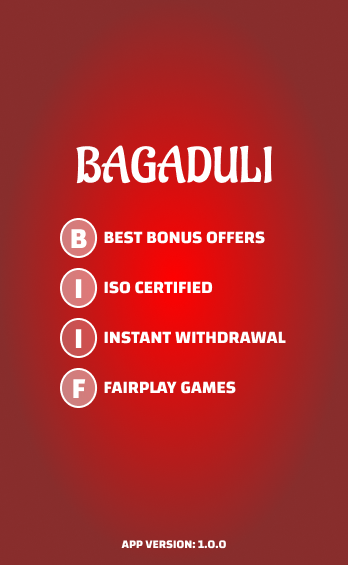 BAGADULI
B BEST BONUS OFFERS
I ISO CERTIFIED
I INSTANT WITHDRAWAL
F FAIRPLAY GAMES
APP VERSION: 1.0.0